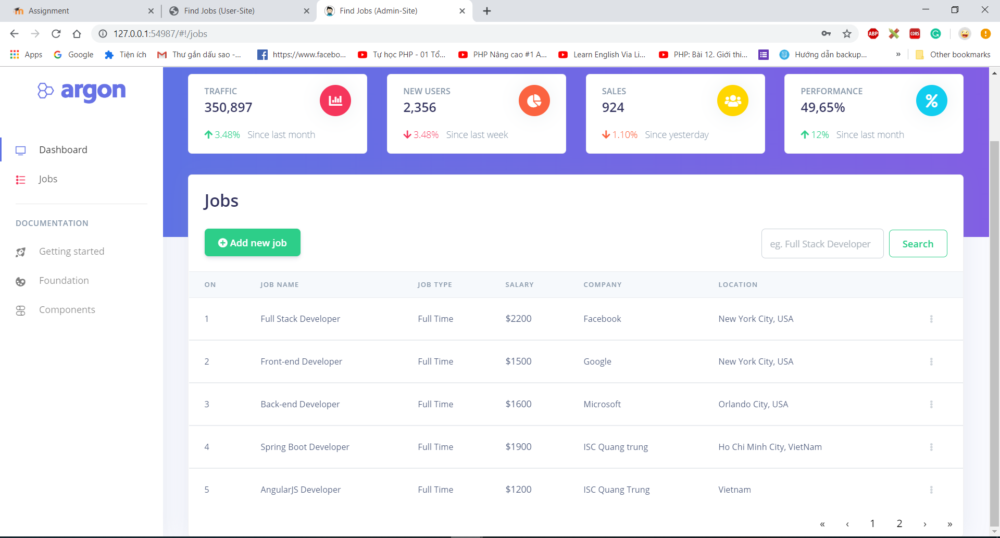 Assignment
Find Jobs (User-Site)
Find Jobs (Admin-Site)
127.0.0.1:54987/#!/jobs
ABP
CORS
Apps
Google
Tiện ích
Thư gắn dấu sao -...
https://www.facebo...
Tự học PHP - 01 Tổ...
PHP Nâng cao #1 A...
Learn English Via Li...
PHP: Bài 12. Giới thi...
Hướng dẫn backup...
»
Other bookmarks
argon
Dashboard
Jobs
DOCUMENTATION
Getting started
Foundation
Components
TRAFFIC
350,897
3.48% Since last month
NEW USERS
2,356
3.48% Since last week
SALES
924
1.10% Since yesterday
PERFORMANCE
49,65%
%
12% Since last month
Jobs
Add new job
eg. Full Stack Developer
Search
ON JOB NAME JOB TYPE SALARY COMPANY LOCATION
1 Full Stack Developer Full Time $2200 Facebook New York City, USA
2 Front-end Developer Full Time $1500 Google New York City, USA
3 Back-end Developer Full Time $1600 Microsoft Orlando City, USA
4 Spring Boot Developer Full Time $1900 ISC Quang trung Ho Chi Minh City, VietNam
5 AngularJS Developer Full Time $1200 ISC Quang Trung Vietnam
« ‹ 1 2 › »